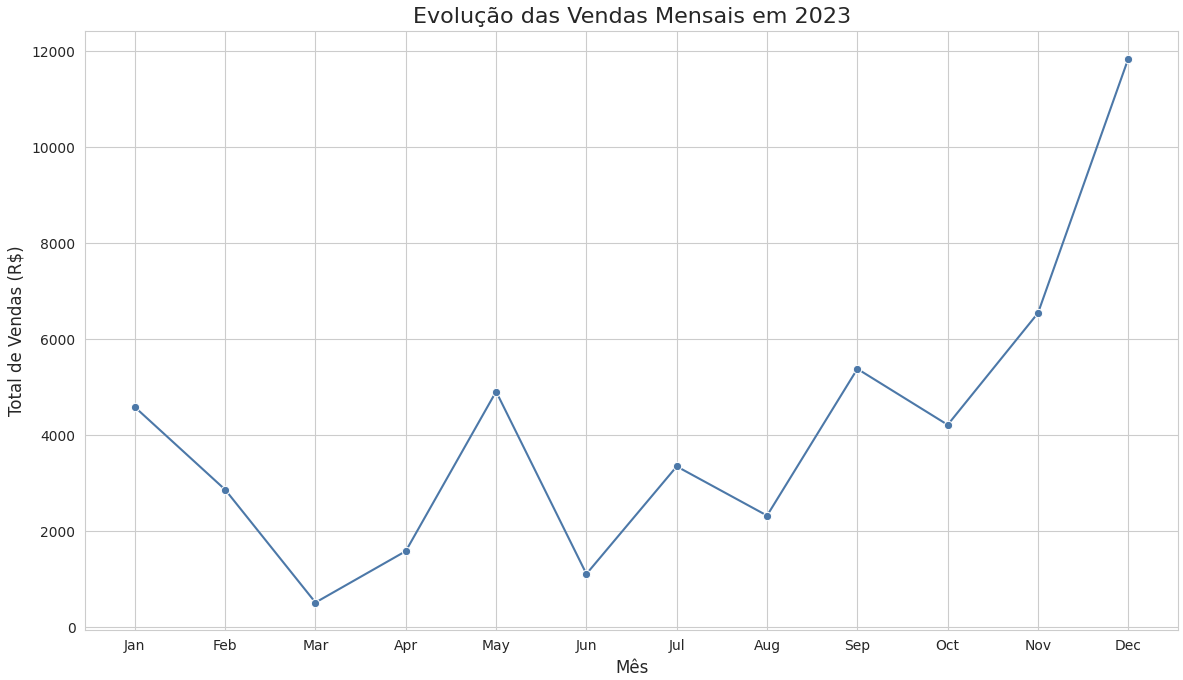 Evolução das Vendas Mensais em 2023
Total de Vendas (R$)
12000
10000
8000
6000
4000
2000
0
Jan Feb Mar Apr May Jun Jul Aug Sep Oct Nov Dec
Mês